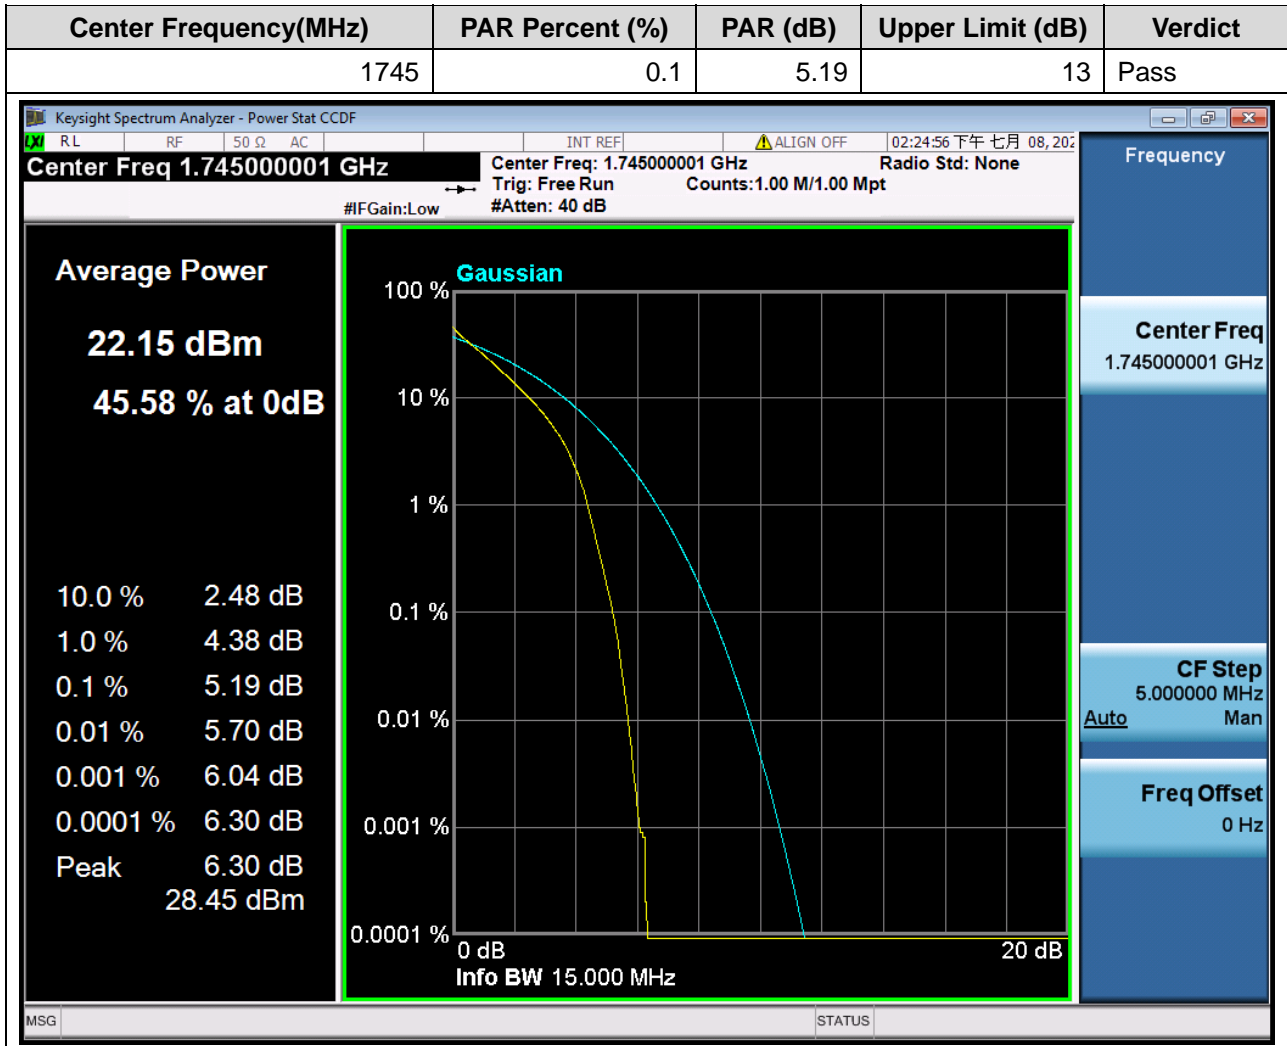 Center Frequency(MHz) PAR Percent (%) PAR (dB) Upper Limit (dB) Verdict
1745 0.1 5.19 13 Pass
Keysight Spectrum Analyzer - Power Stat CCDF
LXI RL RF 50 Ω AC INT REF ALIGN OFF 02:24:56 下午 七月 08, 202
Center Freq 1.745000001 GHz
Center Freq: 1.745000001 GHz Radio Std: None
Trig: Free Run Counts:1.00 M/1.00 Mpt
#IFGain:Low #Atten: 40 dB
Average Power
22.15 dBm
45.58 % at 0dB
10.0 % 2.48 dB
1.0 % 4.38 dB
0.1 % 5.19 dB
0.01 % 5.70 dB
0.001 % 6.04 dB
0.0001 % 6.30 dB
Peak 6.30 dB
28.45 dBm
Gaussian
100 %
10 %
1 %
0.1 %
0.01 %
0.001 %
0.0001 %
0 dB 20 dB
Info BW 15.000 MHz
Frequency
Center Freq
1.745000001 GHz
CF Step
5.000000 MHz
Auto Man
Freq Offset
0 Hz
MSG STATUS